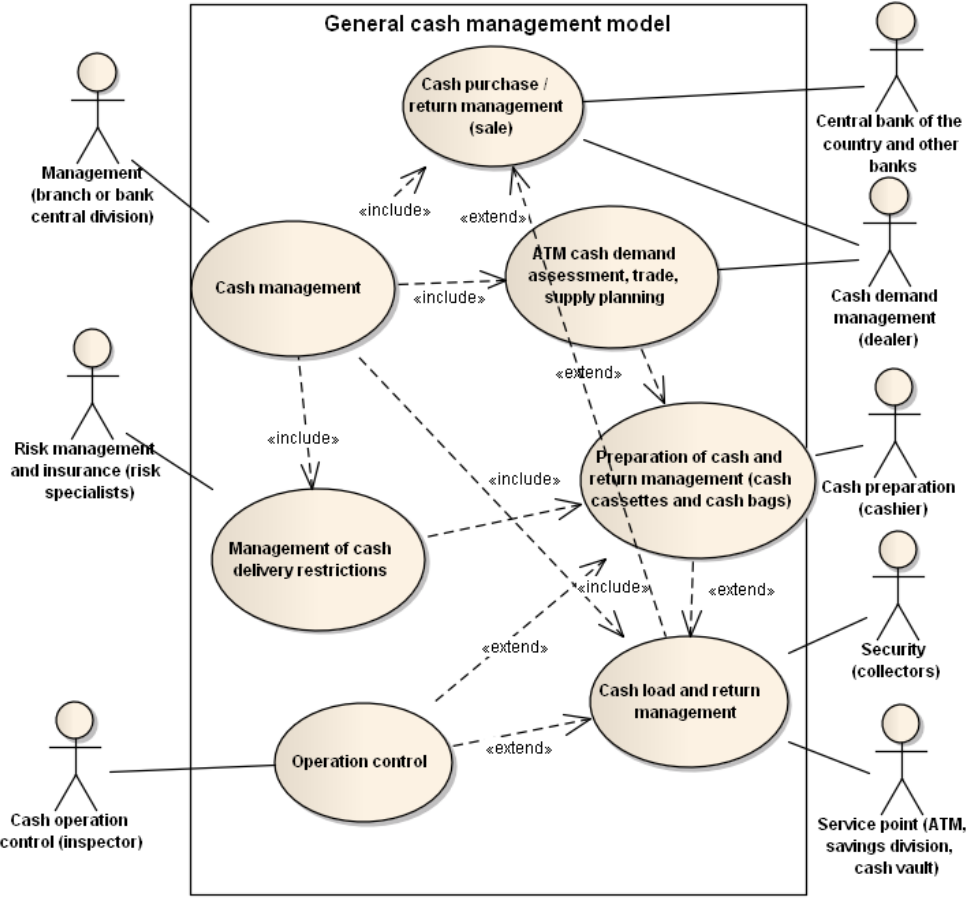 General cash management model
Cash purchase /
return management
(sale)
Central bank of the
country and other
banks
Management
(branch or bank
central division)
«include»
«extend»
ATM cash demand
assessment, trade,
supply planning
Cash management
«include»
Cash demand
management
(dealer)
«extend»
Risk management
and insurance (risk
specialists)
«include»
Preparation of cash and
return management (cash
cassettes and cash bags)
«include»
Cash preparation
(cashier)
Management of cash
delivery restrictions
«include»
«extend»
«extend»
Security
(collectors)
Cash load and return
management
Operation control
«extend»
Cash operation
control (inspector)
Service point (ATM,
savings division,
cash vault)